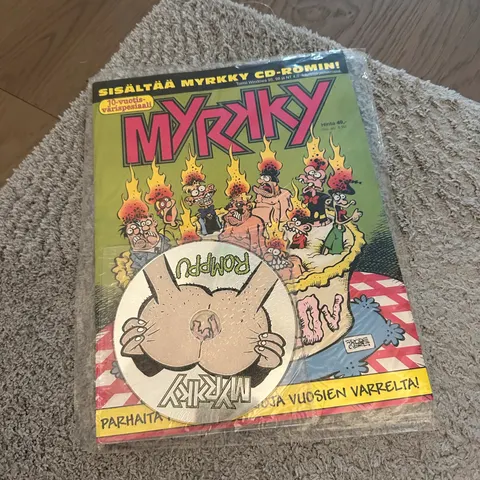 SISÄLTÄÄ MYRKKY CD-ROMIN!
10-vuotis-
värispesiaali
MYRKKY
ROMPPU
MYRKKY
PARHAITA
JA VUOSIEN VARRELTA!